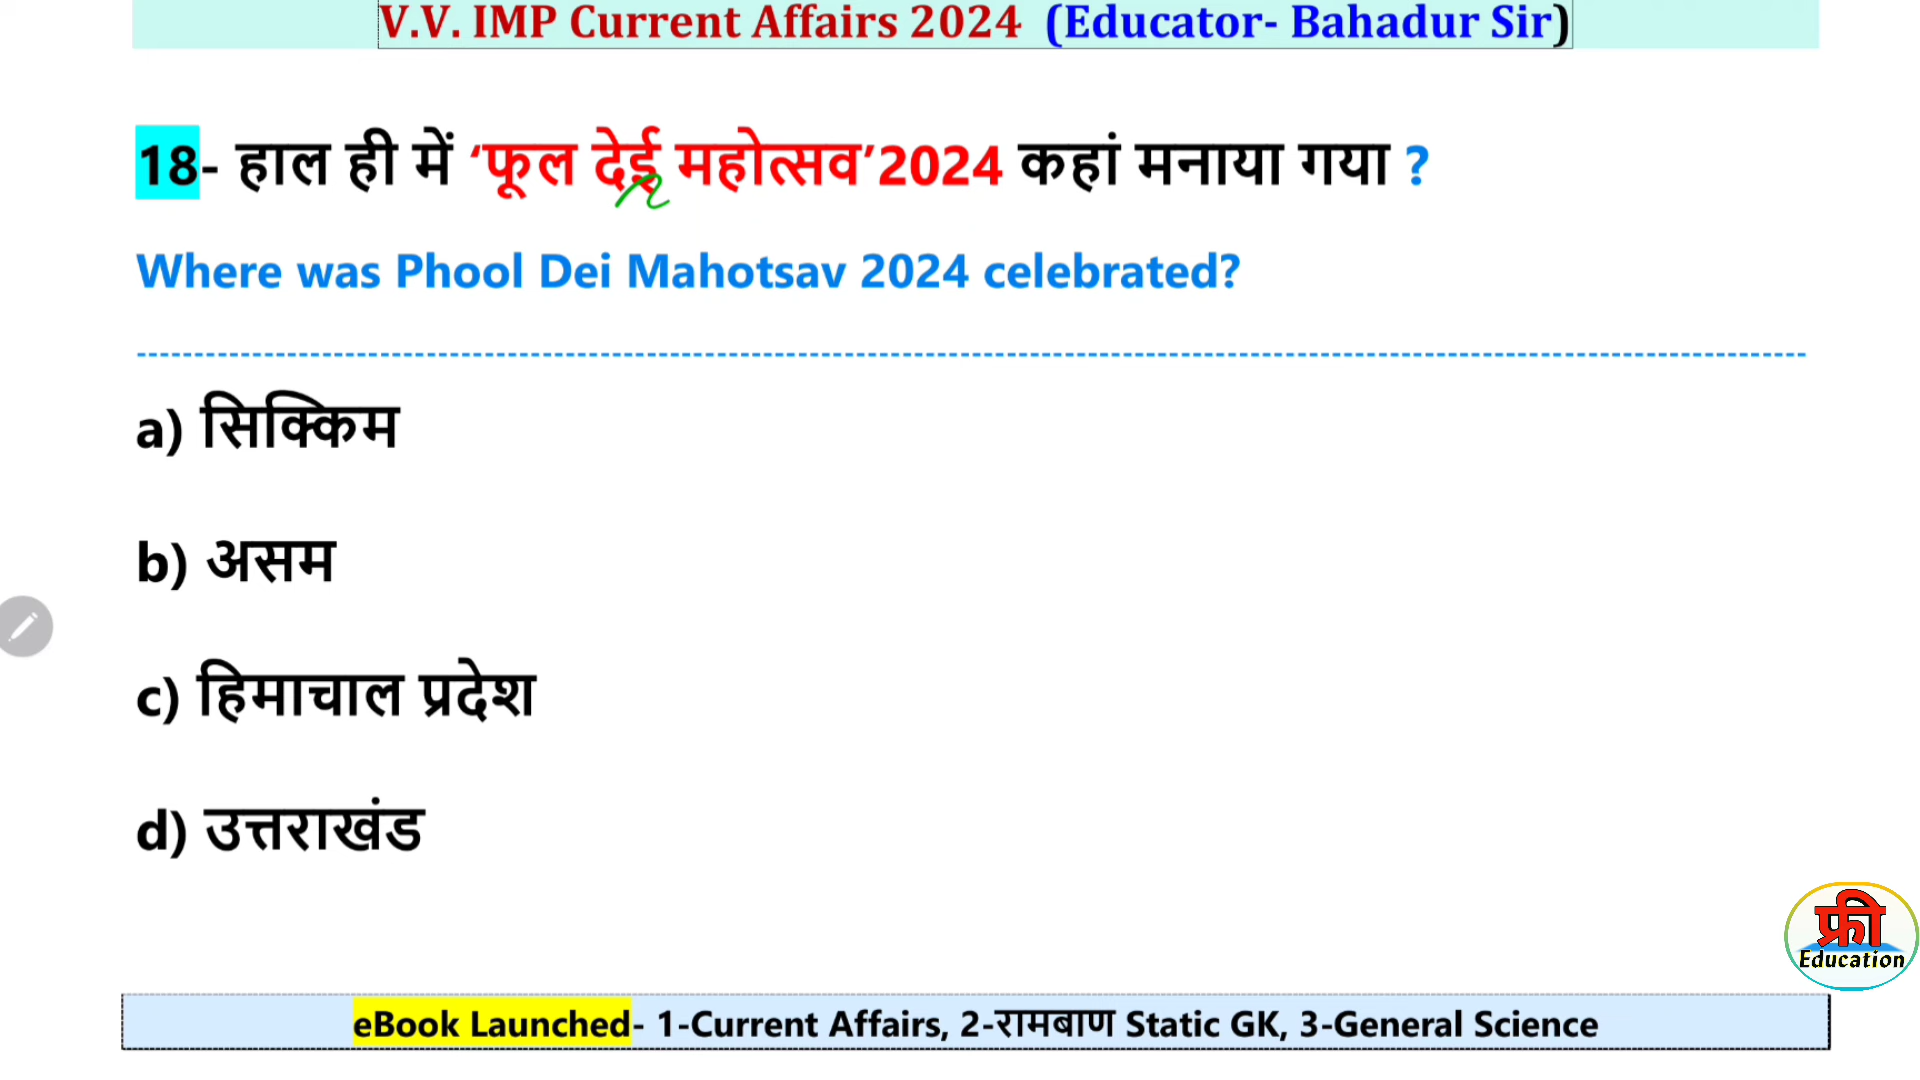 V.V. IMP Current Affairs 2024 (Educator- Bahadur Sir)
18- हाल ही में ‘फूल देई महोत्सव’2024 कहां मनाया गया ?
Where was Phool Dei Mahotsav 2024 celebrated?
a) सिक्किम
b) असम
c) हिमाचाल प्रदेश
d) उत्तराखंड
फ्री
Education
eBook Launched- 1-Current Affairs, 2-रामबाण Static GK, 3-General Science